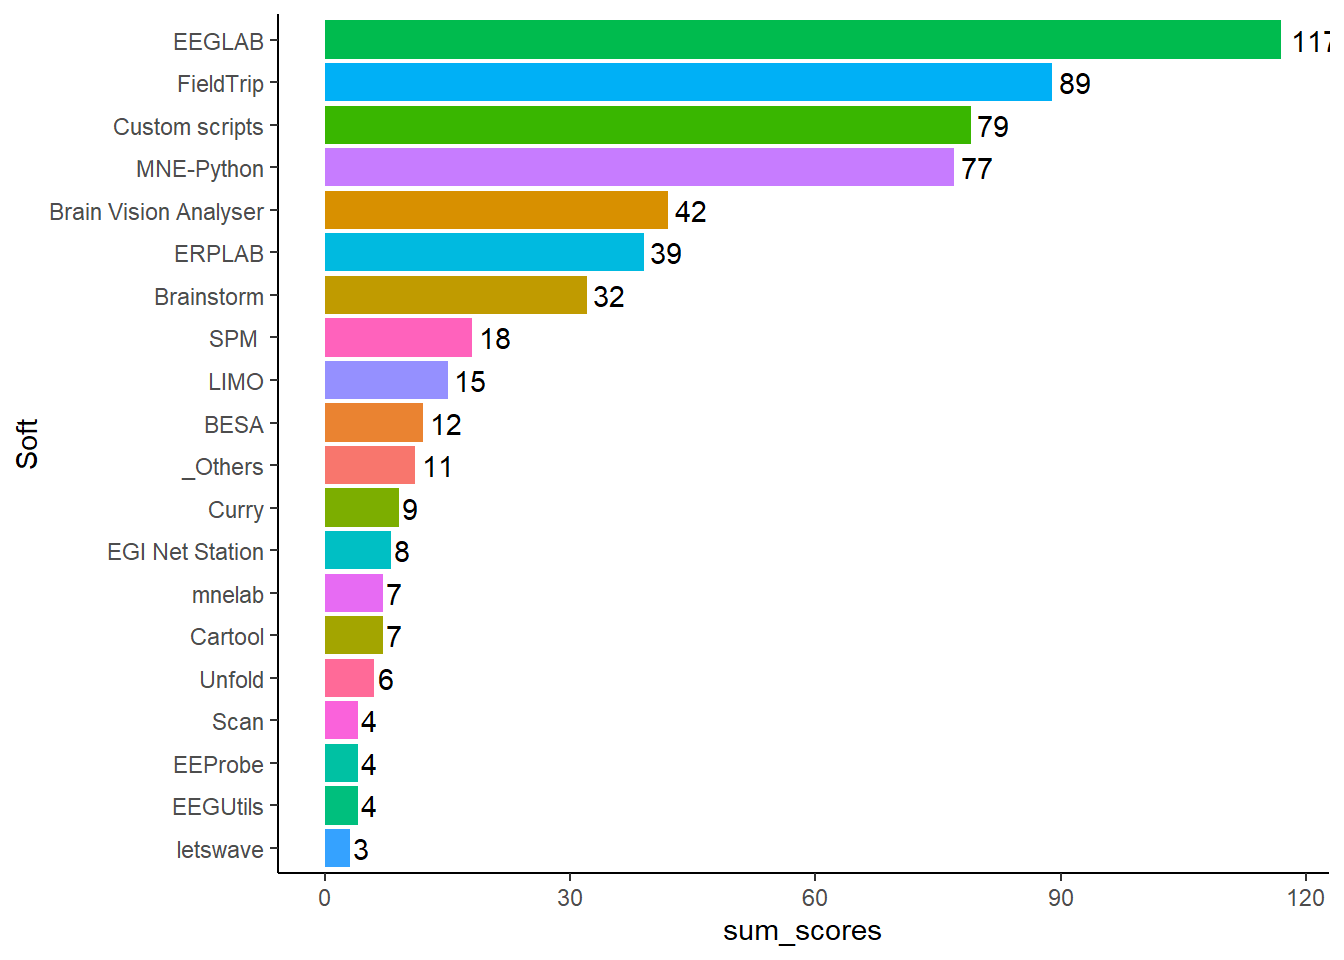 EEGLAB 117
FieldTrip 89
Custom scripts 79
MNE-Python 77
Brain Vision Analyser 42
ERPLAB 39
Brainstorm 32
SPM 18
LIMO 15
BESA 12
_Others 11
Curry 9
EGI Net Station 8
mnelab 7
Cartool 7
Unfold 6
Scan 4
EEProbe 4
EEGUtils 4
letswave 3
Soft
0 30 60 90 120
sum_scores